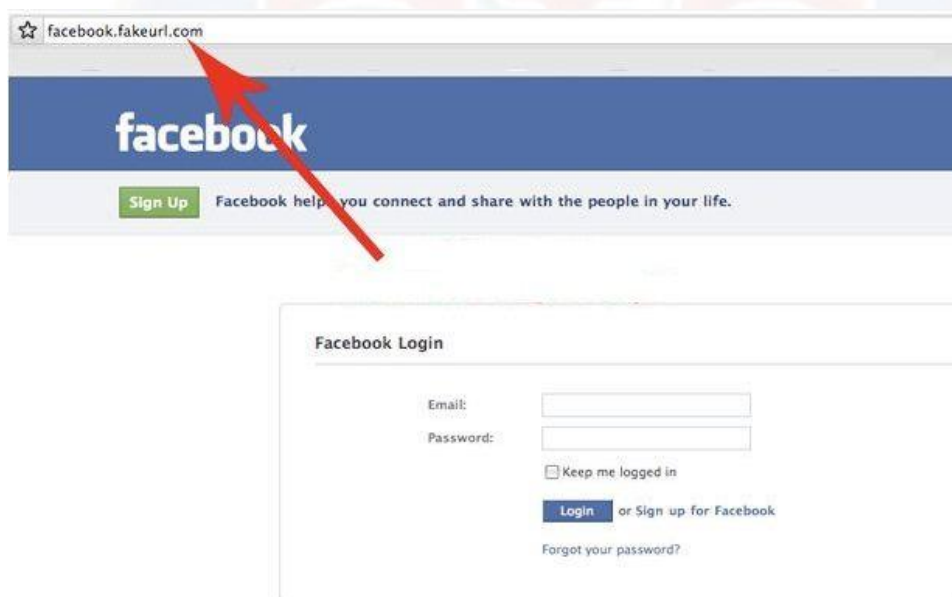 facebook.fakeurl.com
facebook
Sign Up Facebook helps you connect and share with the people in your life.
Facebook Login
Email:
Password:
Keep me logged in
Login or Sign up for Facebook
Forgot your password?